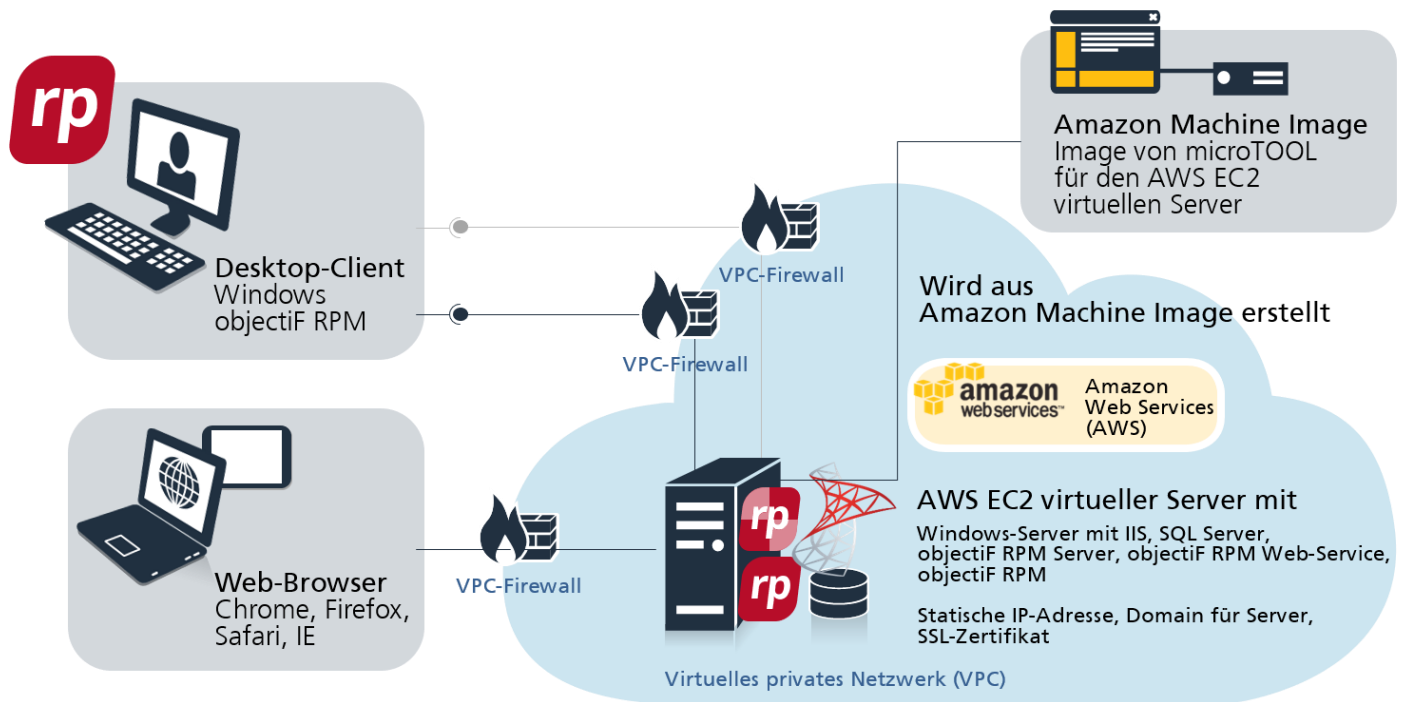 rp
Desktop-Client
Windows
objectiF RPM
Web-Browser
Chrome, Firefox,
Safari, IE
VPC-Firewall
VPC-Firewall
VPC-Firewall
Amazon Machine Image
Image von microTOOL
für den AWS EC2
virtuellen Server
Wird aus
Amazon Machine Image erstellt
amazon
webservices™
Amazon
Web Services
(AWS)
rp
rp
AWS EC2 virtueller Server mit
Windows-Server mit IIS, SQL Server,
objectiF RPM Server, objectiF RPM Web-Service,
objectiF RPM
Statische IP-Adresse, Domain für Server,
SSL-Zertifikat
Virtuelles privates Netzwerk (VPC)